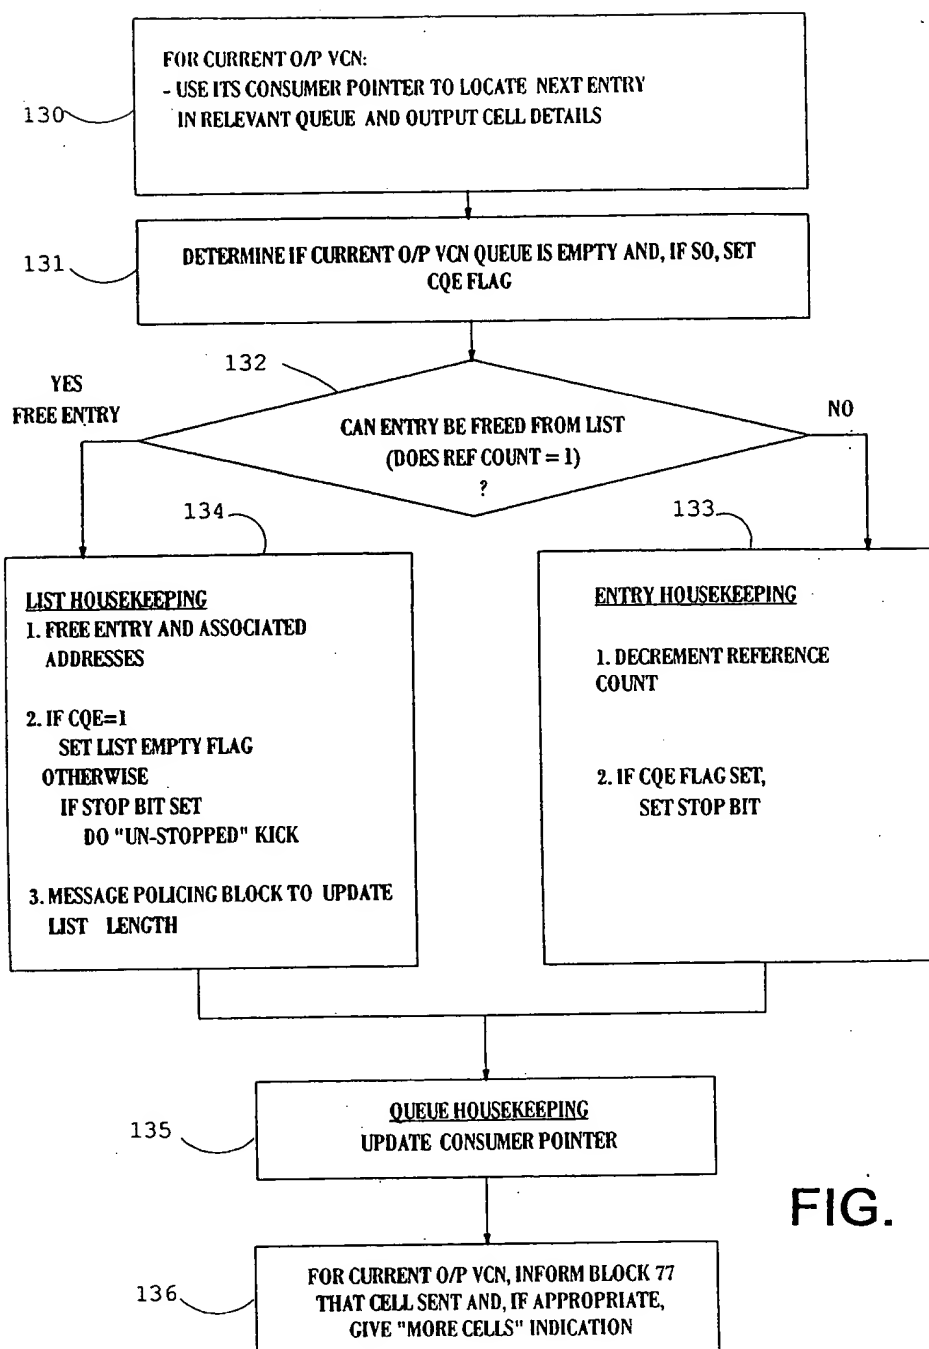 FOR CURRENT O/P VCN:
- USE ITS CONSUMER POINTER TO LOCATE NEXT ENTRY
IN RELEVANT QUEUE AND OUTPUT CELL DETAILS
130
DETERMINE IF CURRENT O/P VCN QUEUE IS EMPTY AND, IF SO, SET
CQE FLAG
131
132
YES
FREE ENTRY
CAN ENTRY BE FREED FROM LIST
(DOES REF COUNT = 1)
?
NO
134
133
LIST HOUSEKEEPING
1. FREE ENTRY AND ASSOCIATED
ADDRESSES
2. IF CQE=1
SET LIST EMPTY FLAG
OTHERWISE
IF STOP BIT SET
DO "UN-STOPPED" KICK
3. MESSAGE POLICING BLOCK TO UPDATE
LIST LENGTH
ENTRY HOUSEKEEPING
1. DECREMENT REFERENCE
COUNT
2. IF CQE FLAG SET,
SET STOP BIT
QUEUE HOUSEKEEPING
UPDATE CONSUMER POINTER
135
FIG.
FOR CURRENT O/P VCN, INFORM BLOCK 77
THAT CELL SENT AND, IF APPROPRIATE,
GIVE "MORE CELLS" INDICATION
136